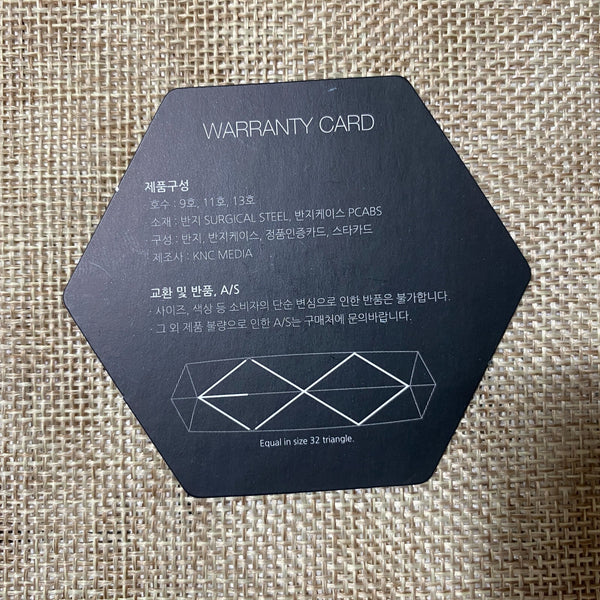 WARRANTY CARD
제품구성
· 호수 : 9호, 11호, 13호
· 소재 : 반지 SURGICAL STEEL, 반지케이스 PCABS
· 구성 : 반지, 반지케이스, 정품인증카드, 스타카드
· 제조사 : KNC MEDIA
교환 및 반품, A/S
· 사이즈, 색상 등 소비자의 단순 변심으로 인한 반품은 불가합니다.
· 그 외 제품 불량으로 인한 A/S는 구매처에 문의바랍니다.
Equal in size 32 triangle.